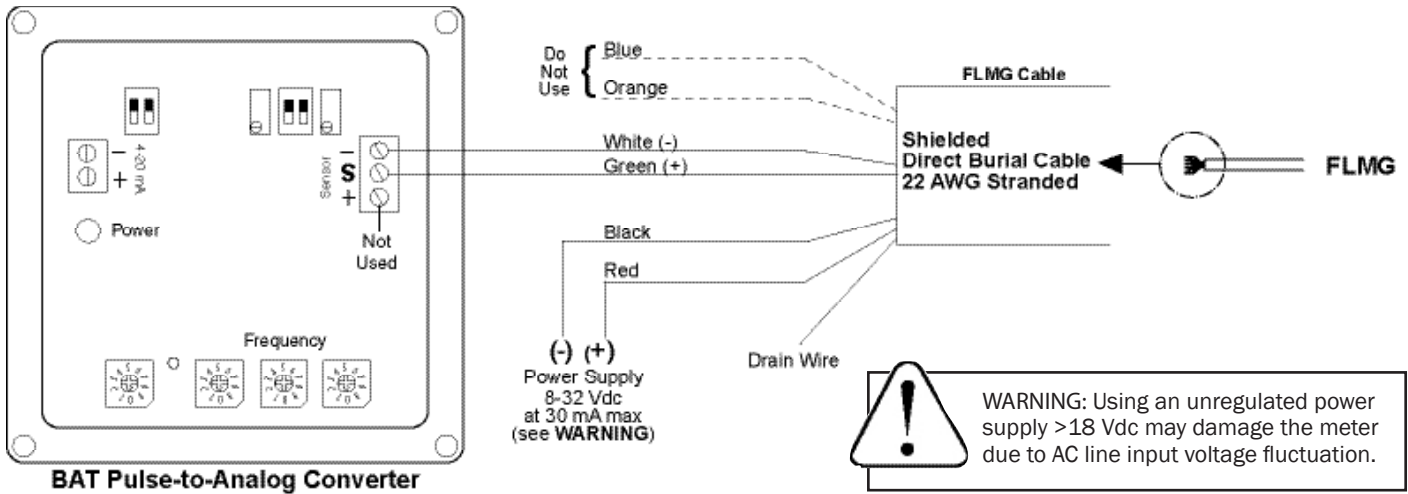 4-20 mA
−
+
Power
Sensor
−
S
+
Not
Used
Frequency
BAT Pulse-to-Analog Converter
Do
Not
Use
Blue
Orange
White (-)
Green (+)
Black
Red
(-) (+)
Power Supply
8-32 Vdc
at 30 mA max
(see WARNING)
Drain Wire
FLMG Cable
Shielded
Direct Burial Cable
22 AWG Stranded
FLMG
WARNING: Using an unregulated power
supply >18 Vdc may damage the meter
due to AC line input voltage fluctuation.